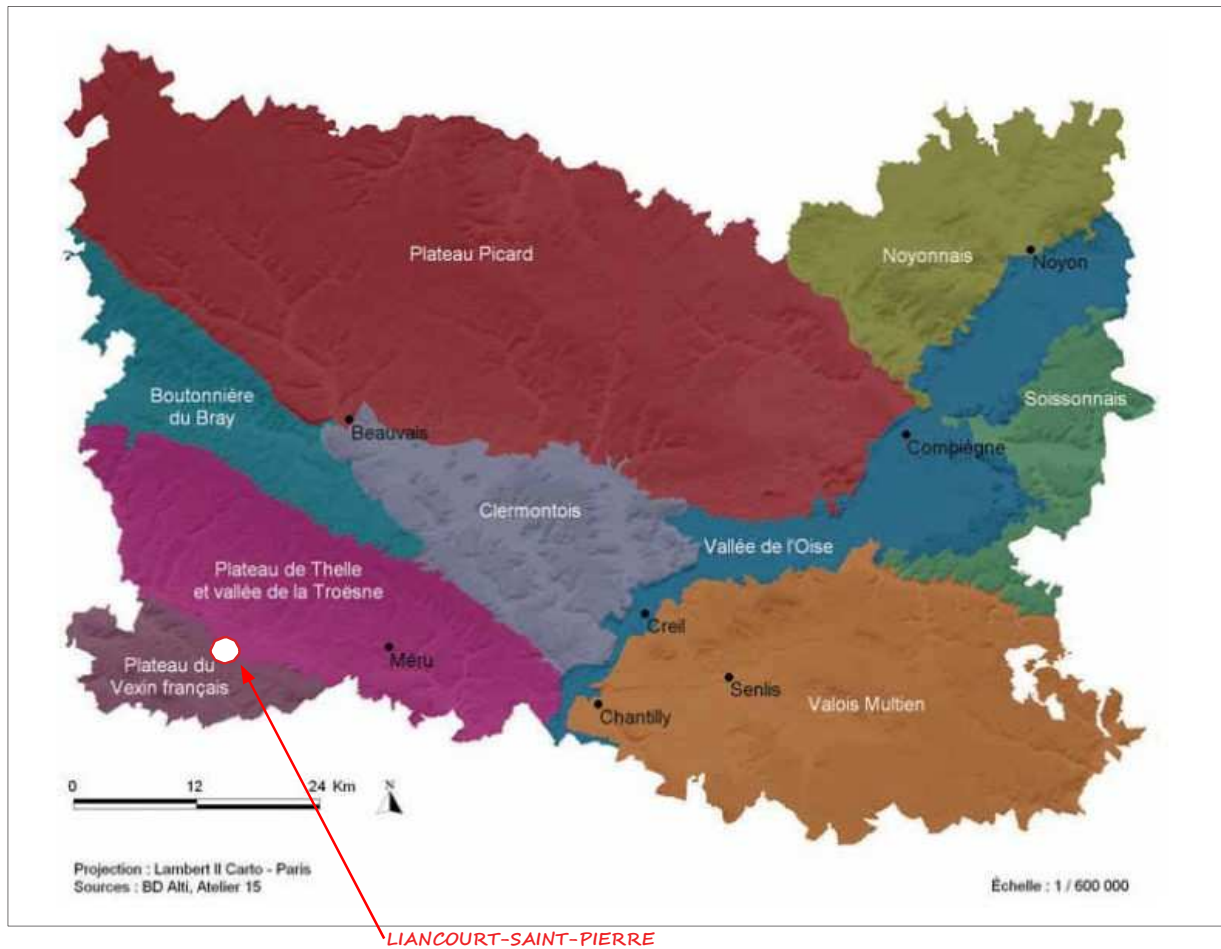 Plateau Picard
Noyonnais
Noyon
Boutonnière
du Bray
Beauvais
Soissonnais
Compiègne
Clermontois
Vallée de l'Oise
Plateau de Thelle
et vallée de la Troësne
Creil
Méru
Plateau du
Vexin français
Senlis
Chantilly
Valois Multien
0 12 24 Km
N
Projection : Lambert II Carto - Paris
Sources : BD Alti, Atelier 15
Échelle : 1 / 600 000
LIANCOURT-SAINT-PIERRE